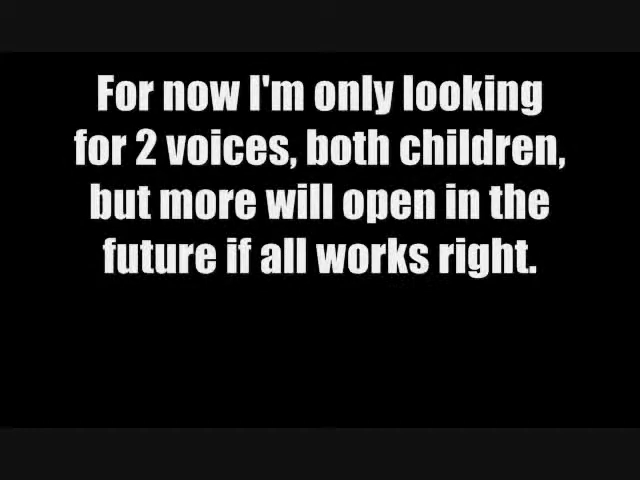 For now I'm only looking
for 2 voices, both children,
but more will open in the
future if all works right.